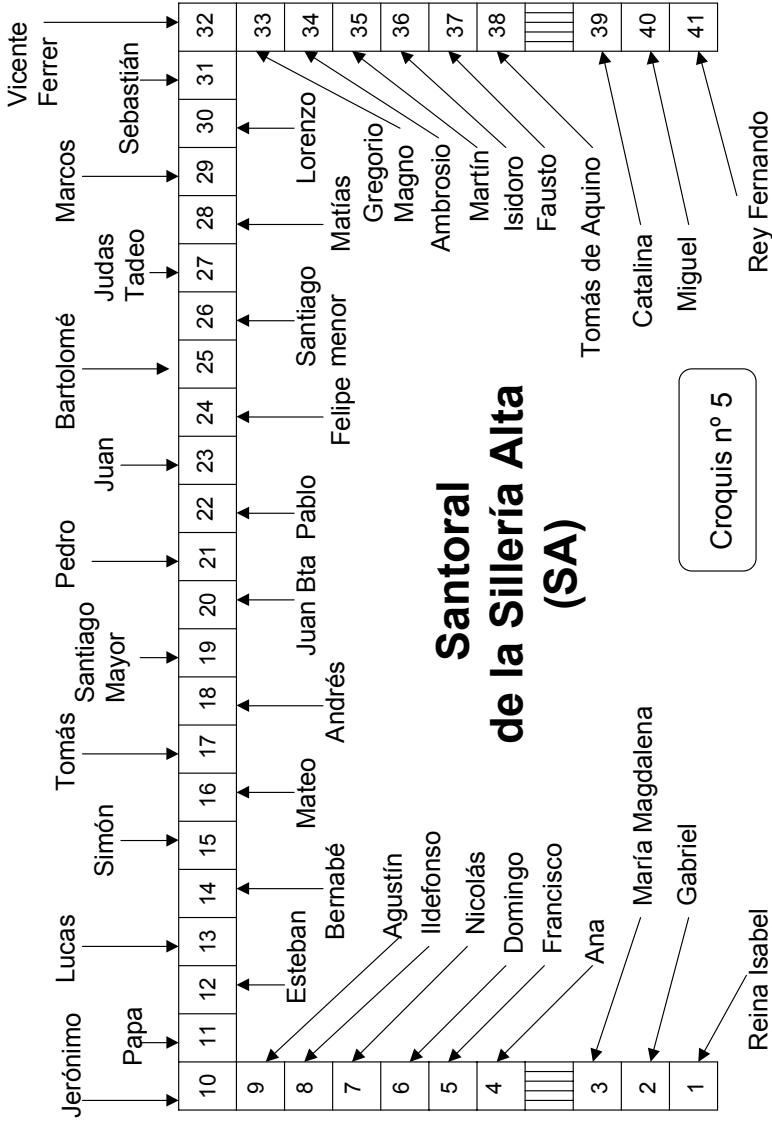 Vicente
Ferrer
Sebastián
Marcos
Judas
Tadeo
Bartolomé
Juan
Pedro
Santiago
Mayor
Tomás
Simón
Lucas
Papa
Jerónimo
10 11 12 13 14 15 16 17 18 19 20 21 22 23 24 25 26 27 28 29 30 31 32
9
8
7
6
5
4
3
2
1
33
34
35
36
37
38
39
40
41
Esteban
Bernabé
Mateo
Andrés
Juan Bta
Pablo
Felipe
Santiago
menor
Matías
Lorenzo
Agustín
Ildefonso
Nicolás
Domingo
Francisco
Ana
María Magdalena
Gabriel
Reina Isabel
Gregorio
Magno
Ambrosio
Martín
Isidoro
Fausto
Tomás de Aquino
Catalina
Miguel
Rey Fernando
Santoral
de la Sillería Alta
(SA)
Croquis nº 5